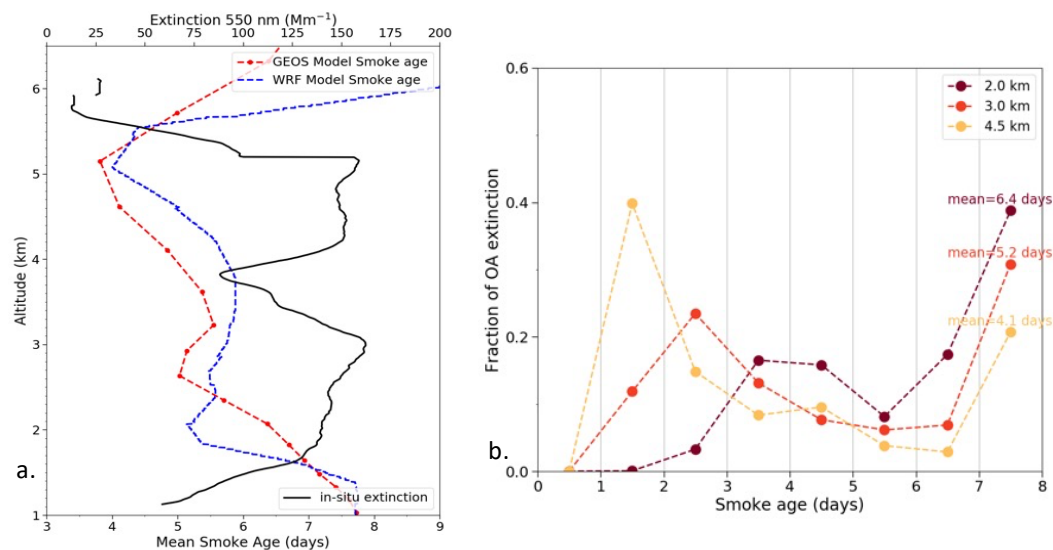 Extinction 550 nm (Mm⁻¹)
0 25 50 75 100 125 150 175 200
GEOS Model Smoke age
WRF Model Smoke age
6
5
4
3
2
1
Altitude (km)
a.
in-situ extinction
3 4 5 6 7 8 9
Mean Smoke Age (days)
0.6
0.4
0.2
0.0
Fraction of OA extinction
2.0 km
3.0 km
4.5 km
mean=6.4 days
mean=5.2 days
mean=4.1 days
b.
0 1 2 3 4 5 6 7 8
Smoke age (days)